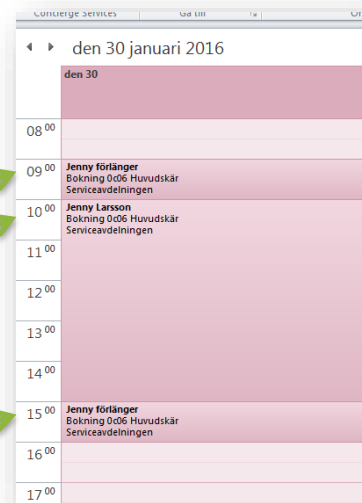 Concierge Services Gå till
den 30 januari 2016
den 30
08 00
09 00 Jenny förlänger
Bokning 0c06 Huvudskär
Serviceavdelningen
10 00 Jenny Larsson
Bokning 0c06 Huvudskär
Serviceavdelningen
11 00
12 00
13 00
14 00
15 00 Jenny förlänger
Bokning 0c06 Huvudskär
Serviceavdelningen
16 00
17 00